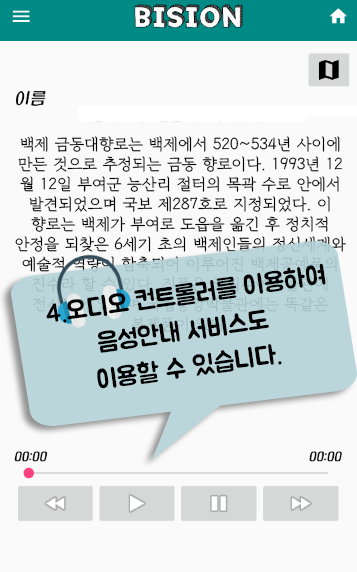 BISION
이름
백제 금동대향로는 백제에서 520~534년 사이에
만든 것으로 추정되는 금동 향로이다. 1993년 12
월 12일 부여군 능산리 절터의 목곽 수로 안에서
발견되었으며 국보 제287호로 지정되었다. 이
향로는 백제가 부여로 도읍을 옮긴 후 정치적
안정을 되찾은 6세기 초의 백제인들의 정신세계와
예술적 역량이 함축되어 이루어진 백제공예품의
진수라 할 수 있다.
똑같은
4.오디오 컨트롤러를 이용하여
음성안내 서비스도
이용할 수 있습니다.
00:00 00:00